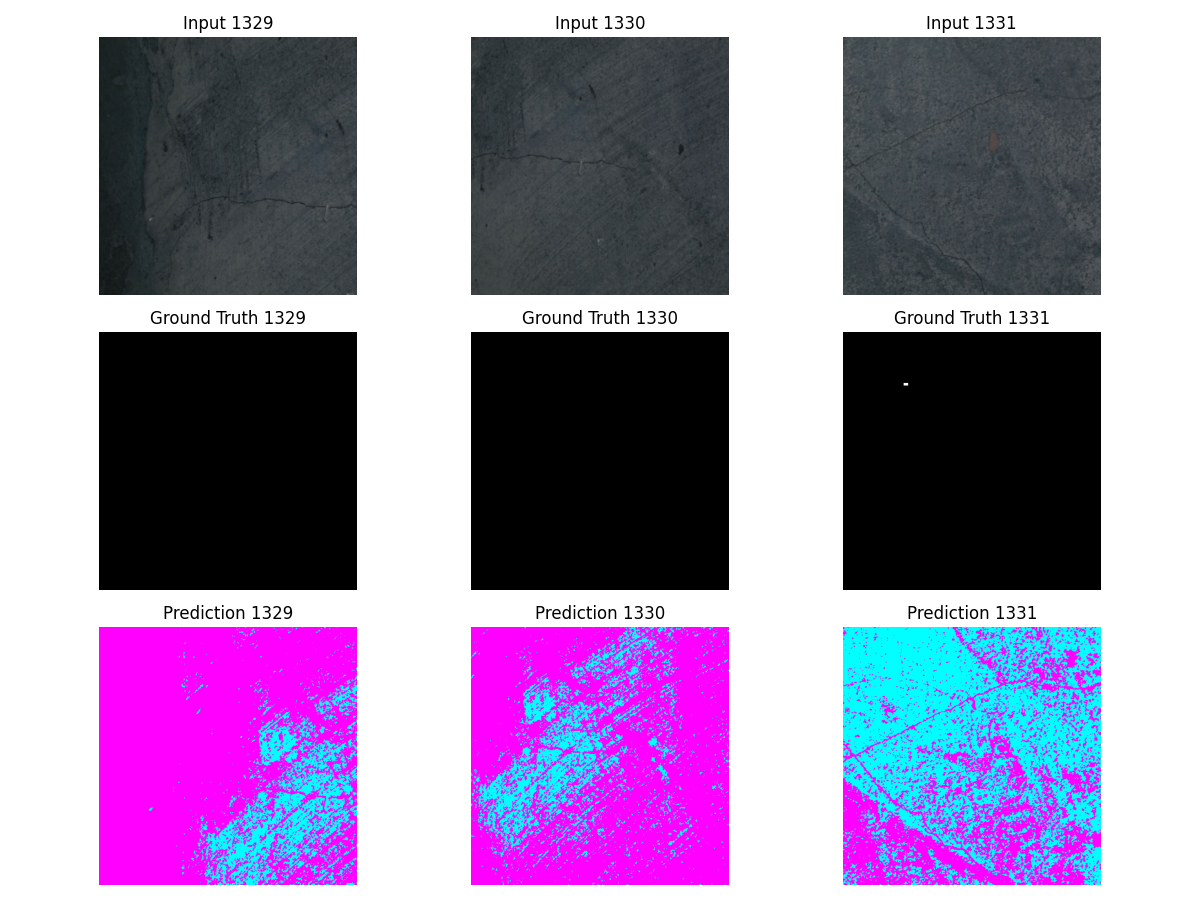 Input 1329
Input 1330
Input 1331
Ground Truth 1329
Ground Truth 1330
Ground Truth 1331
Prediction 1329
Prediction 1330
Prediction 1331